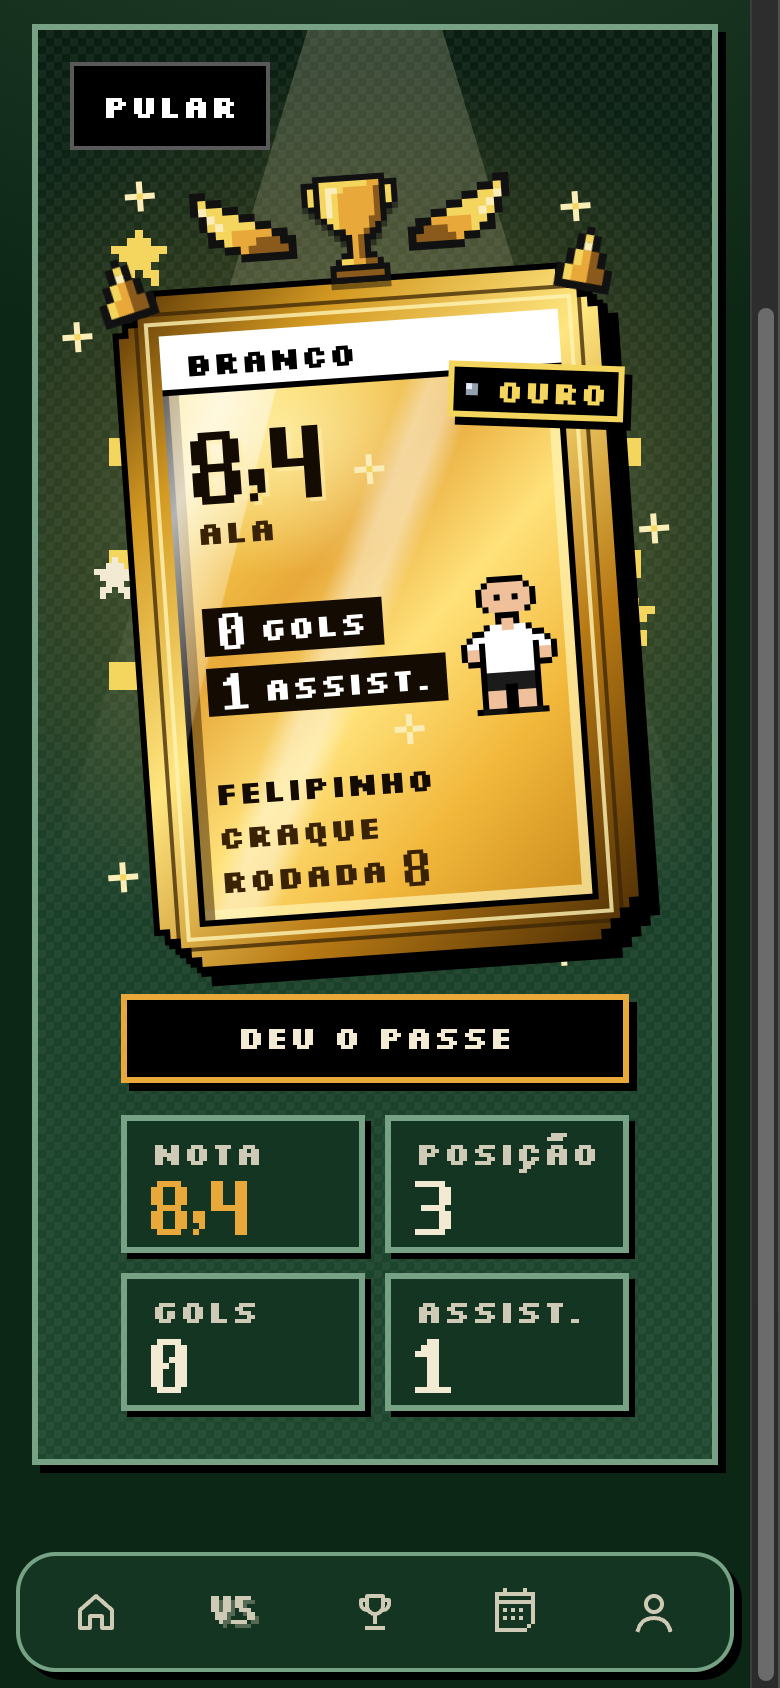 PULAR
BRANCO
OURO
8,4
ALA
0 GOLS
1 ASSIST.
FELIPINHO
CRAQUE
RODADA 8
DEU O PASSE
NOTA
8,4
POSIÇÃO
3
GOLS
0
ASSIST.
1
VS